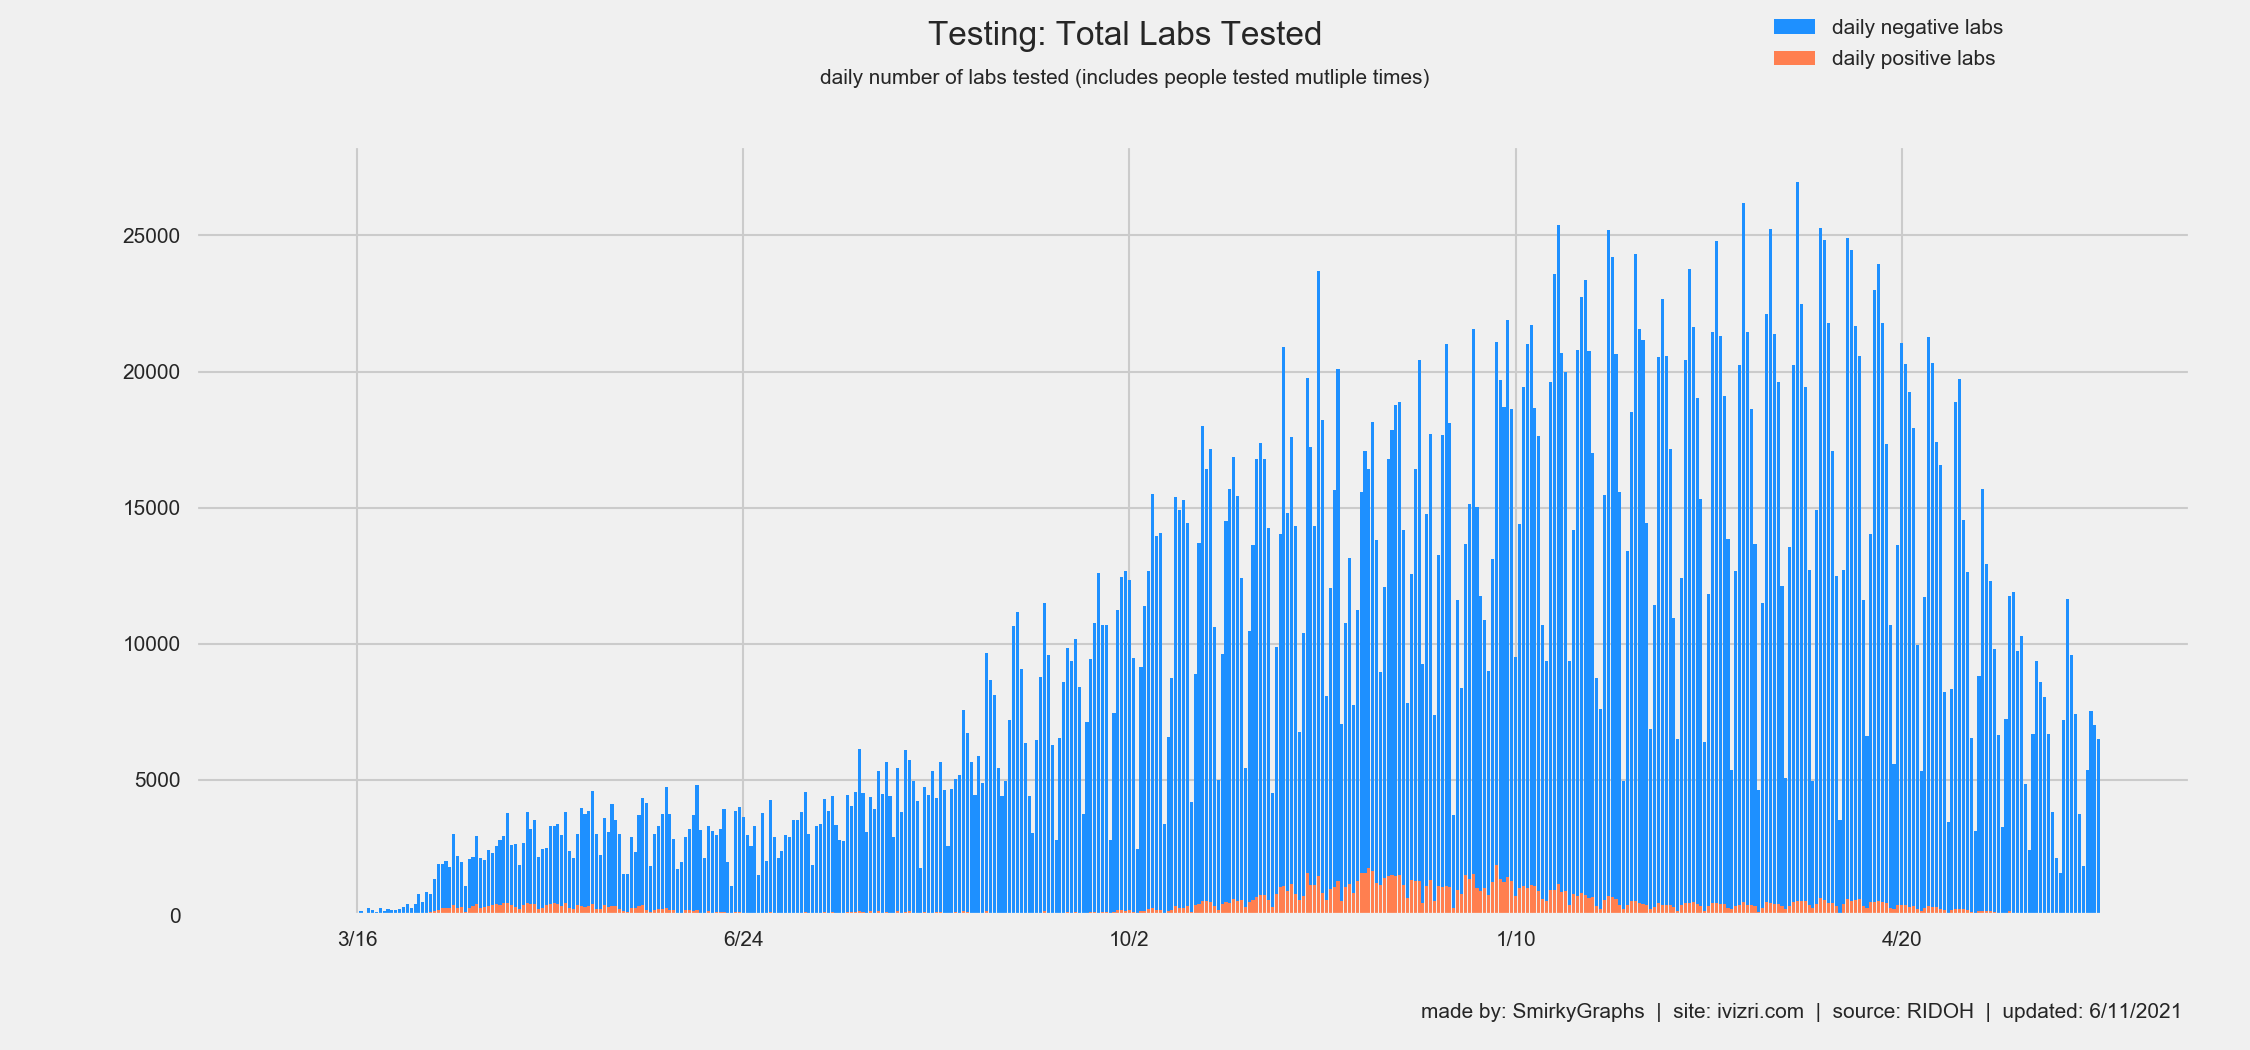 Testing: Total Labs Tested
daily number of labs tested (includes people tested mutliple times)
daily negative labs
daily positive labs
25000
20000
15000
10000
5000
0
3/16 6/24 10/2 1/10 4/20
made by: SmirkyGraphs | site: ivizri.com | source: RIDOH | updated: 6/11/2021